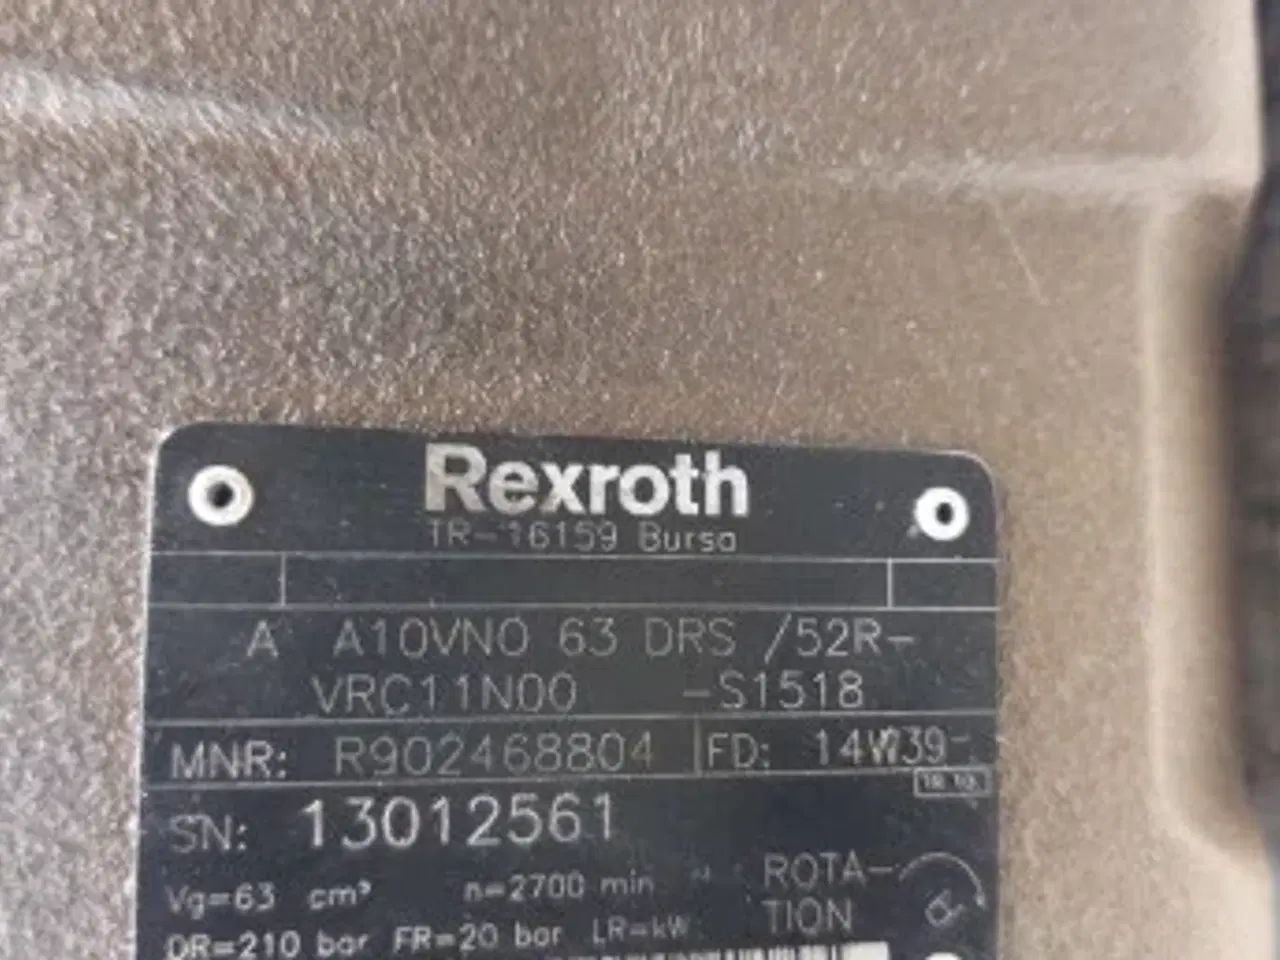 Rexroth
TR-16159 Bursa
A A10VNO 63 DRS /52R-
VRC11N00 -S1518
MNR: R902468804 FD: 14W39
SN: 13012561
Vg=63 cm³ n=2700 min ROTA-
TION
DR=210 bar FR=20 bar LR=kW